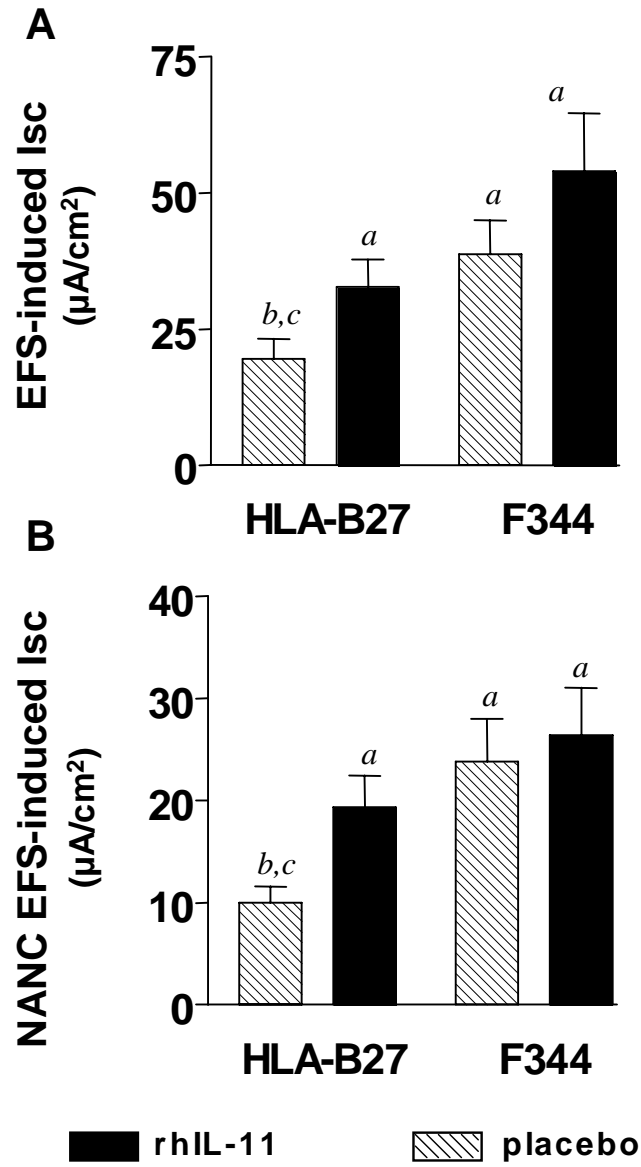 A
EFS-induced Isc
(µA/cm²)
75
50
25
0
b,c
a
a
a
HLA-B27
F344
B
NANC EFS-induced Isc
(µA/cm²)
40
30
20
10
0
b,c
a
a
a
HLA-B27
F344
rhIL-11
placebo